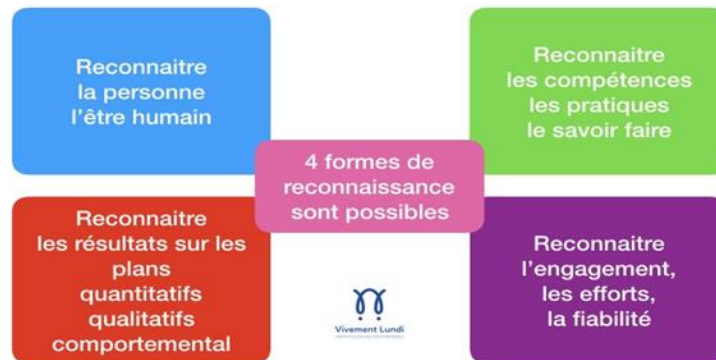 Reconnaitre
la personne
l'être humain
Reconnaitre
les compétences
les pratiques
le savoir faire
4 formes de
reconnaissance
sont possibles
Reconnaitre
les résultats sur les
plans
quantitatifs
qualitatifs
comportemental
Reconnaitre
l'engagement,
les efforts,
la fiabilité
Vivement Lundi